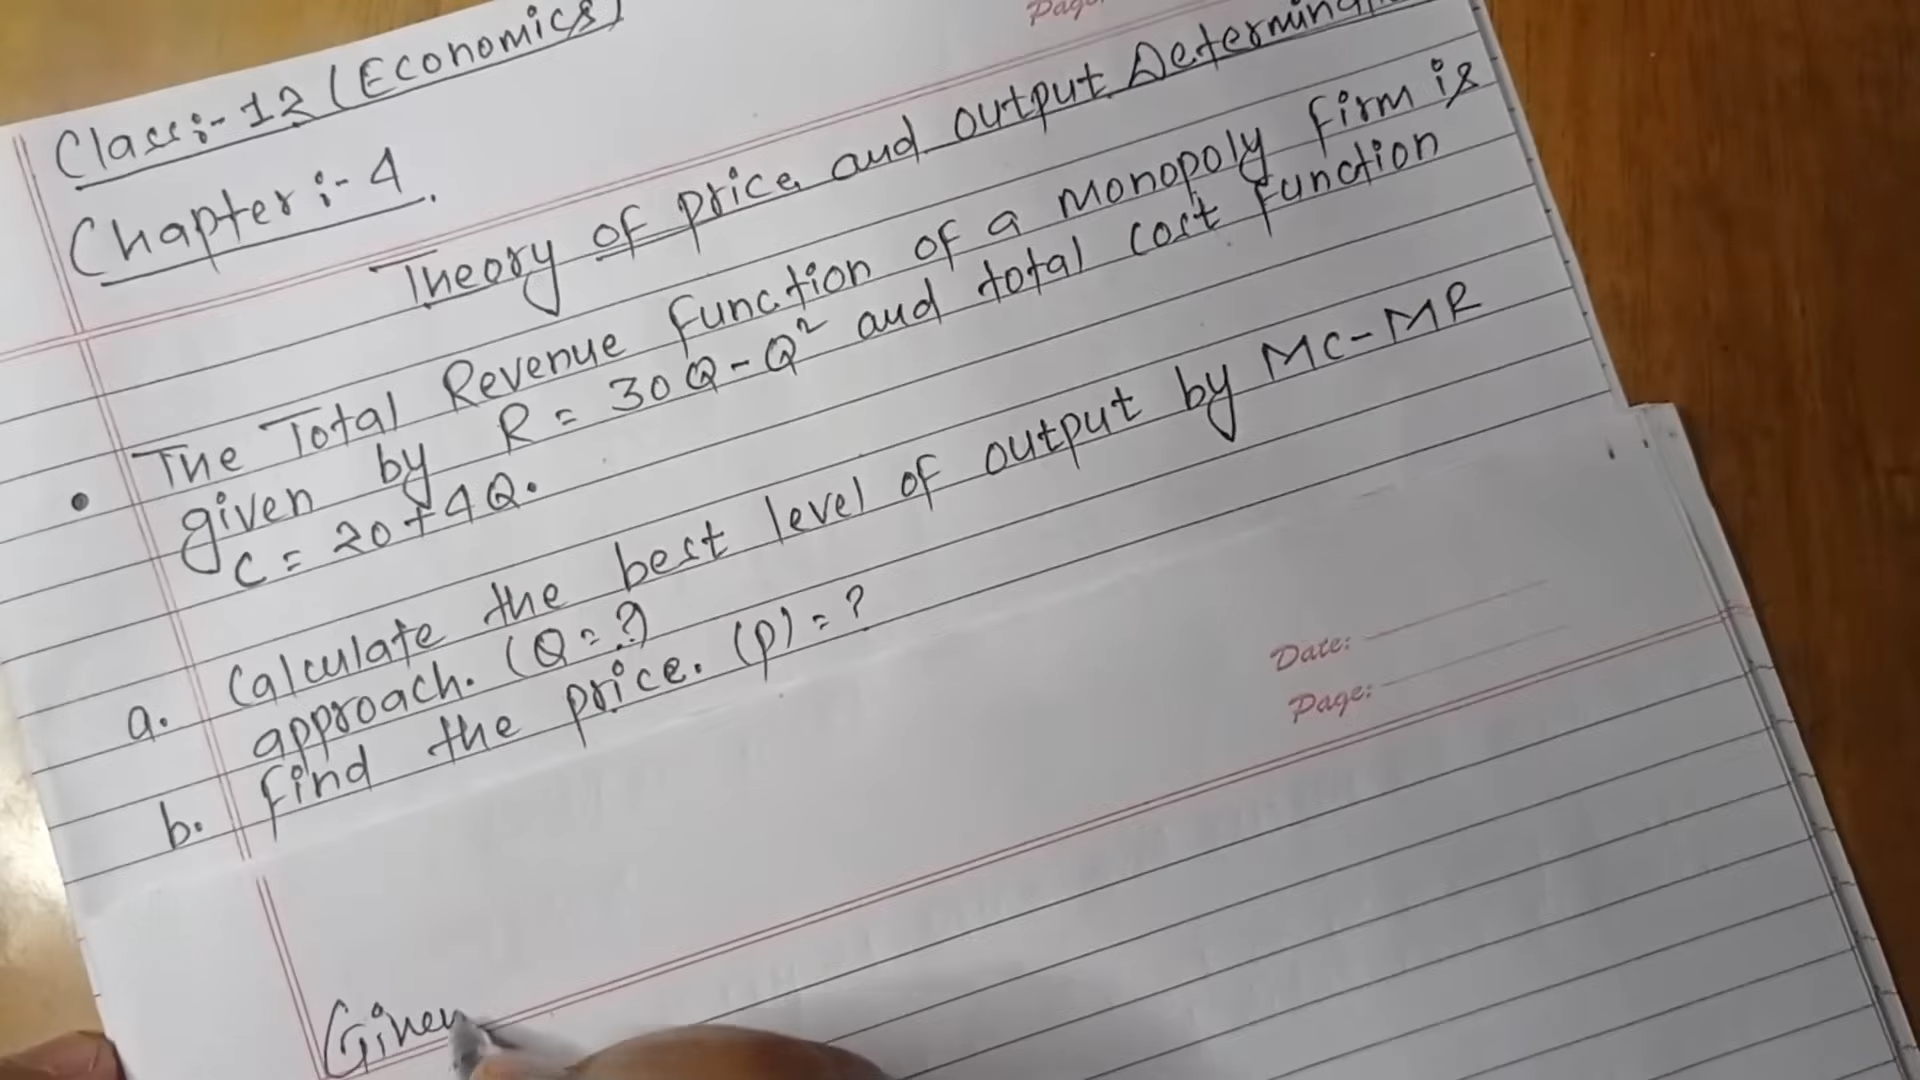 Class:- 12 (Economics)
Page:
Chapter :- 4.
Theory of price and output
The Total Revenue function of a monopoly firm is
given by R = 30Q - Q² and total cost function
C = 20 + 4Q.
a. Calculate the best level of output by MC-MR
approach. (Q = ?)
b. find the price. (p) = ?
Date:
Page:
Given